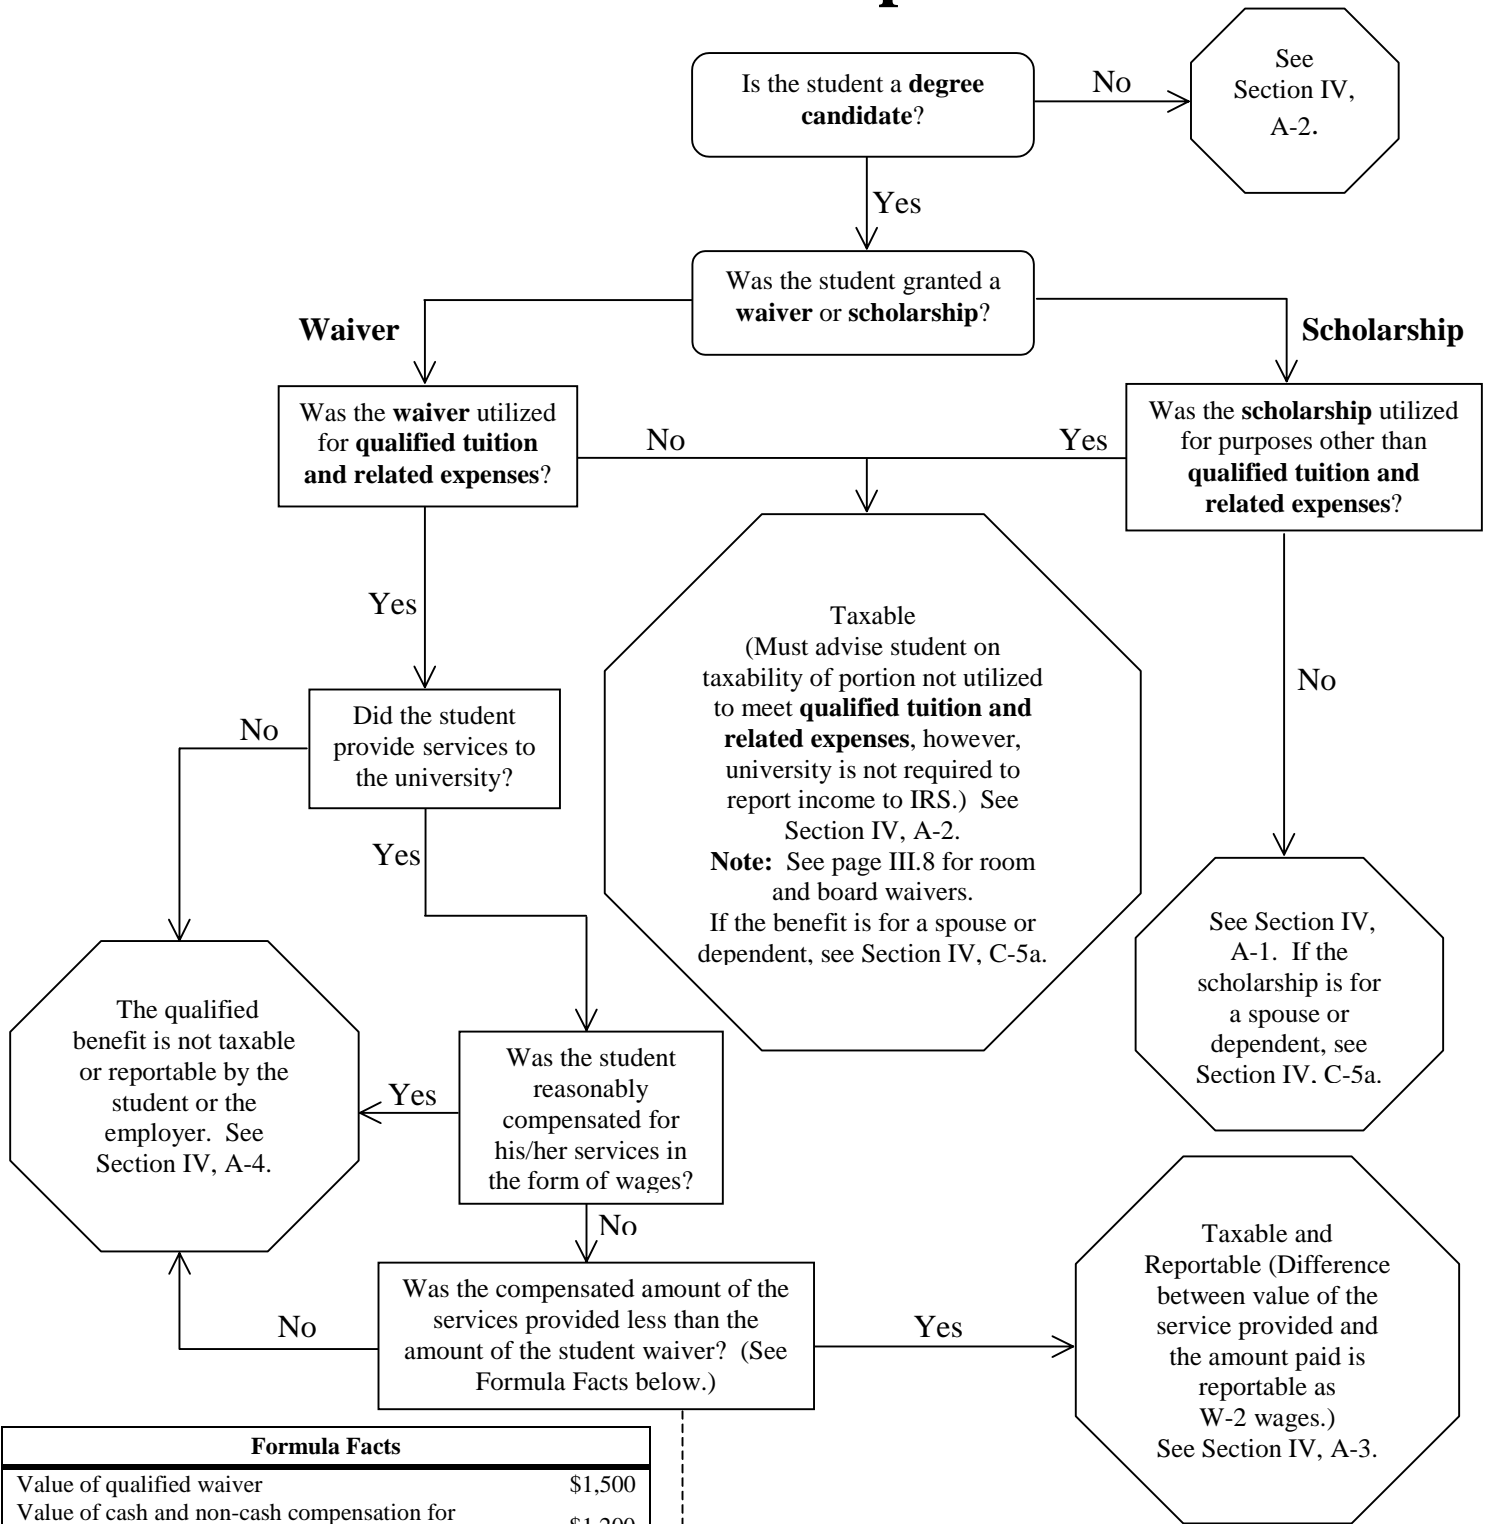 Is the student a degree
candidate?
No
See
Section IV,
A-2.
Yes
Was the student granted a
waiver or scholarship?
Waiver
Scholarship
Was the waiver utilized
for qualified tuition
and related expenses?
No
Yes
Was the scholarship utilized
for purposes other than
qualified tuition and
related expenses?
Yes
Taxable
(Must advise student on
taxability of portion not utilized
to meet qualified tuition and
related expenses, however,
university is not required to
report income to IRS.) See
Section IV, A-2.
Note: See page III.8 for room
and board waivers.
If the benefit is for a spouse or
dependent, see Section IV, C-5a.
No
Did the student
provide services to
the university?
No
Yes
See Section IV,
A-1. If the
scholarship is for
a spouse or
dependent, see
Section IV, C-5a.
The qualified
benefit is not taxable
or reportable by the
student or the
employer. See
Section IV, A-4.
Yes
Was the student
reasonably
compensated for
his/her services in
the form of wages?
No
Was the compensated amount of the
services provided less than the
amount of the student waiver? (See
Formula Facts below.)
No
Yes
Taxable and
Reportable (Difference
between value of the
service provided and
the amount paid is
reportable as
W-2 wages.)
See Section IV, A-3.
Formula Facts
Value of qualified waiver $1,500
Value of cash and non-cash compensation for $1,200